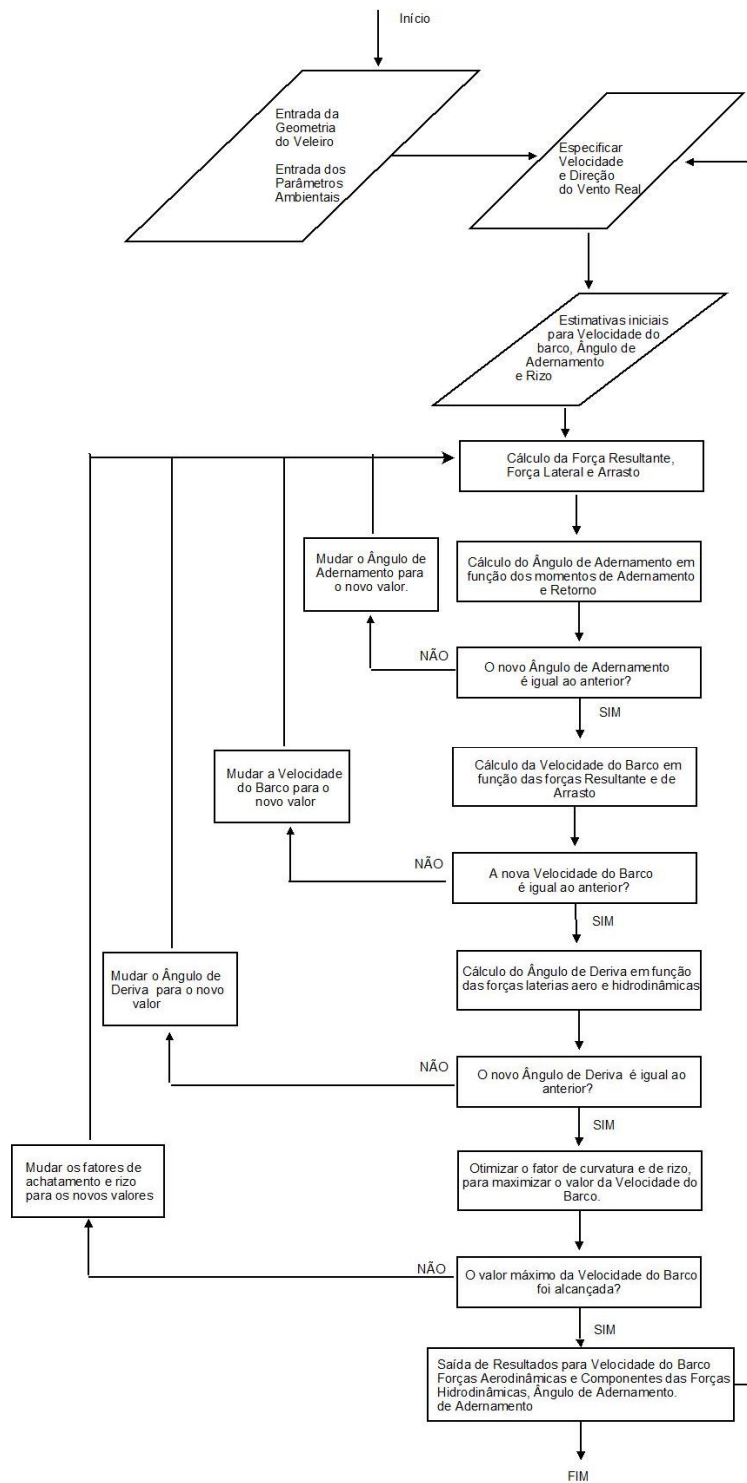 Início
Entrada da
Geometria
do Veleiro
Entrada dos
Parâmetros
Ambientais
Especificar
Velocidade
e Direção
do Vento Real
Estimativas iniciais
para Velocidade do
barco, Ângulo de
Adernamento
e Rizo
Cálculo da Força Resultante,
Força Lateral e Arrasto
Mudar o Ângulo de
Adernamento para
o novo valor.
Cálculo do Ângulo de Adernamento em
função dos momentos de Adernamento
e Retorno
NÃO
O novo Ângulo de Adernamento
é igual ao anterior?
SIM
Mudar a Velocidade
do Barco para o
novo valor
Cálculo da Velocidade do Barco em
função das forças Resultante e de
Arrasto
NÃO
A nova Velocidade do Barco
é igual ao anterior?
SIM
Mudar o Ângulo de
Deriva para o novo
valor
Cálculo do Ângulo de Deriva em função
das forças laterias aero e hidrodinâmicas
NÃO
O novo Ângulo de Deriva é igual ao
anterior?
SIM
Mudar os fatores de
achatamento e rizo
para os novos valores
Otimizar o fator de curvatura e de rizo,
para maximizar o valor da Velocidade do
Barco.
NÃO
O valor máximo da Velocidade do Barco
foi alcançada?
SIM
Saída de Resultados para Velocidade do Barco
Forças Aerodinâmicas e Componentes das Forças
Hidrodinâmicas, Ângulo de Adernamento.
de Adernamento
FIM